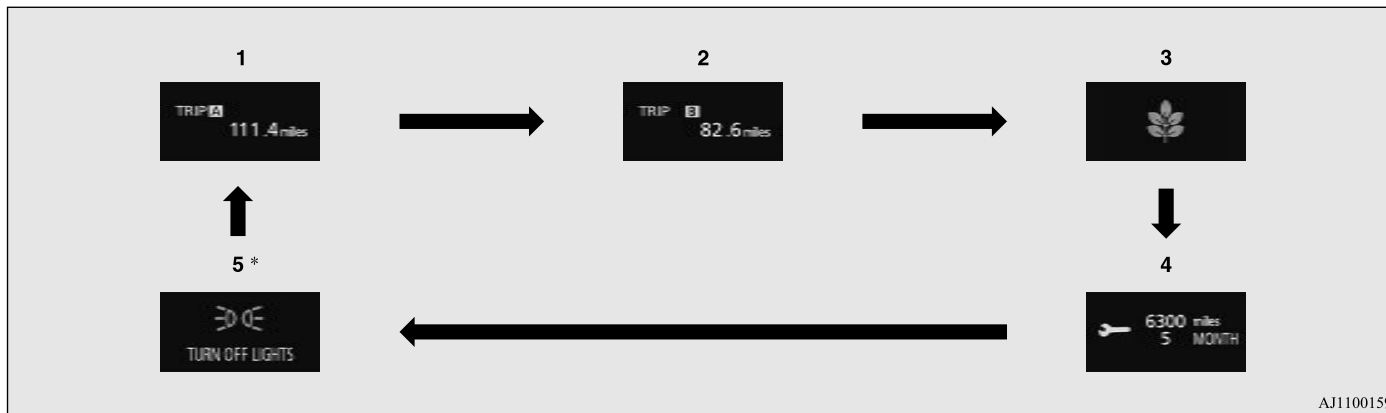 1
TRIP A
111.4 miles
2
TRIP B
82.6 miles
3
5 *
TURN OFF LIGHTS
4
6300 miles
5 MONTH
AJ1100159